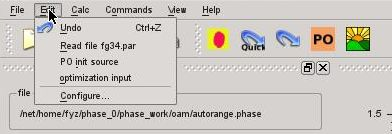 File Edit Calc Commands View Help
Undo Ctrl+Z
Read file fg34.par
PO init source
optimization input
Configure...
Quick PO
file
/net/home/fyz/phase_0/phase_work/oam/autorange.phase 1.5